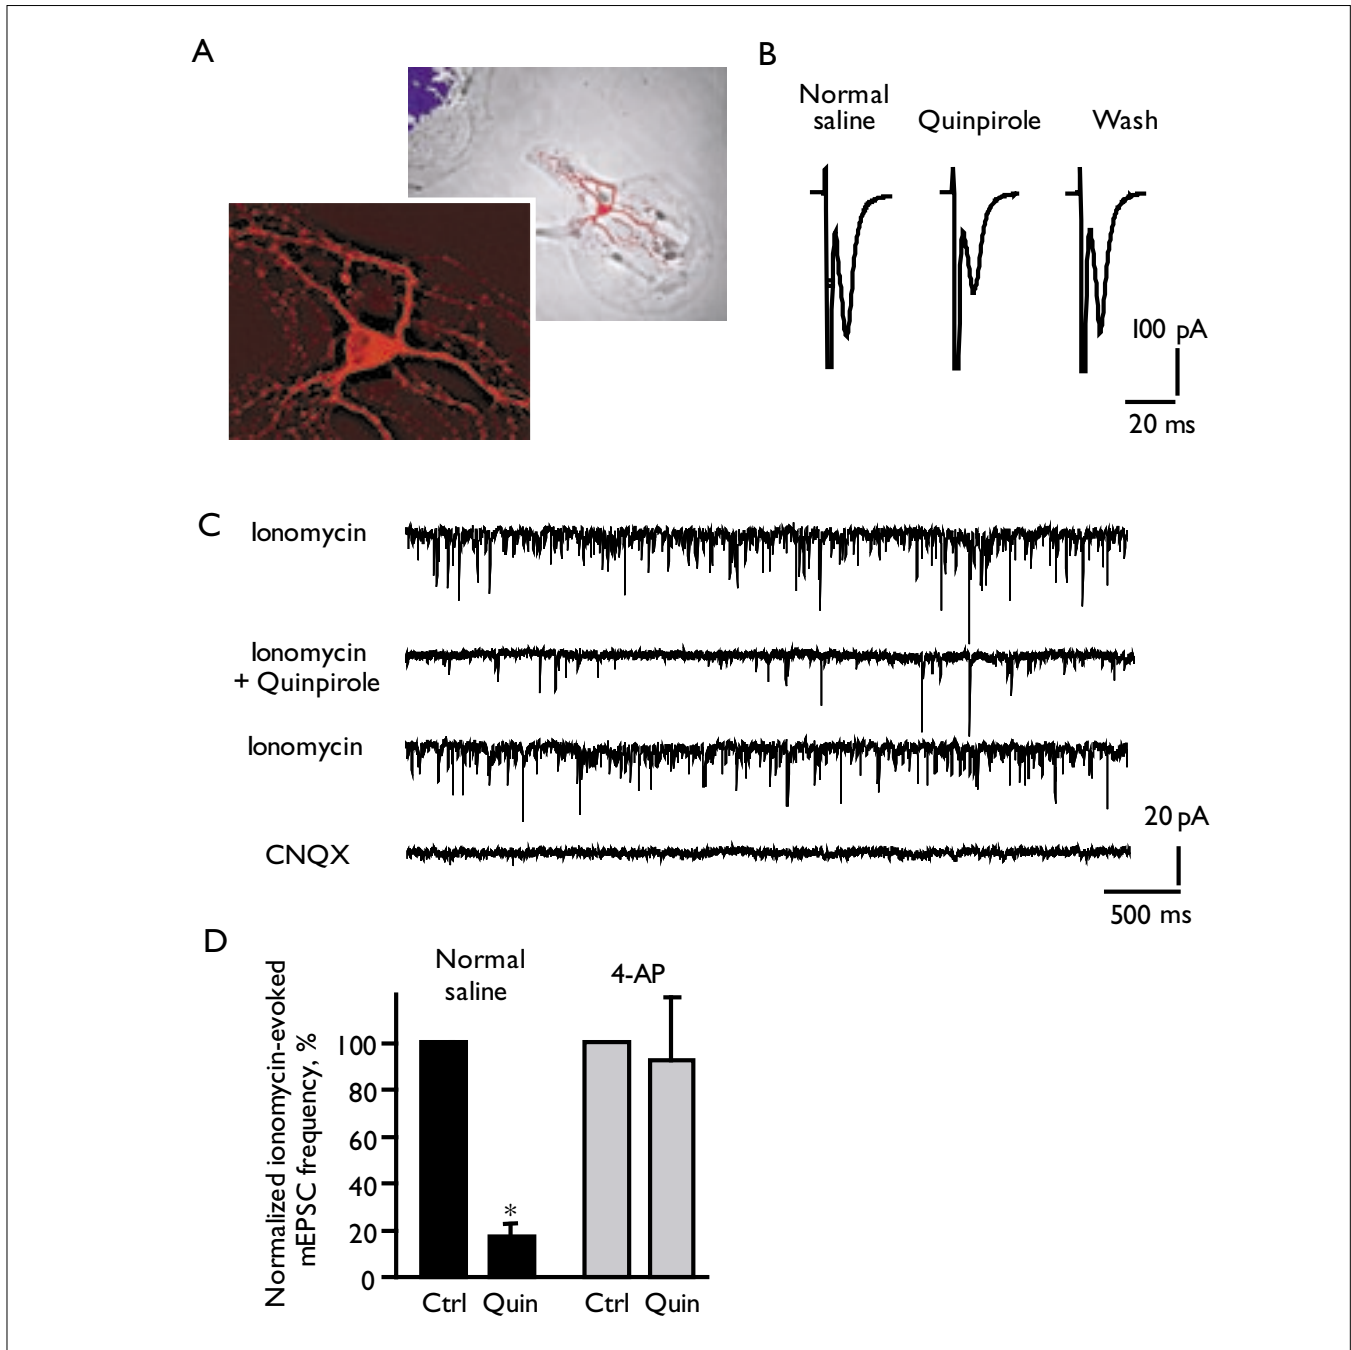 A
B
Normal
saline
Quinpirole
Wash
100 pA
20 ms
C
Ionomycin
Ionomycin
+ Quinpirole
Ionomycin
CNQX
20 pA
500 ms
D
Normalized ionomycin-evoked
mEPSC frequency, %
Normal
saline
4-AP
100
80
60
40
20
0
*
Ctrl
Quin
Ctrl
Quin